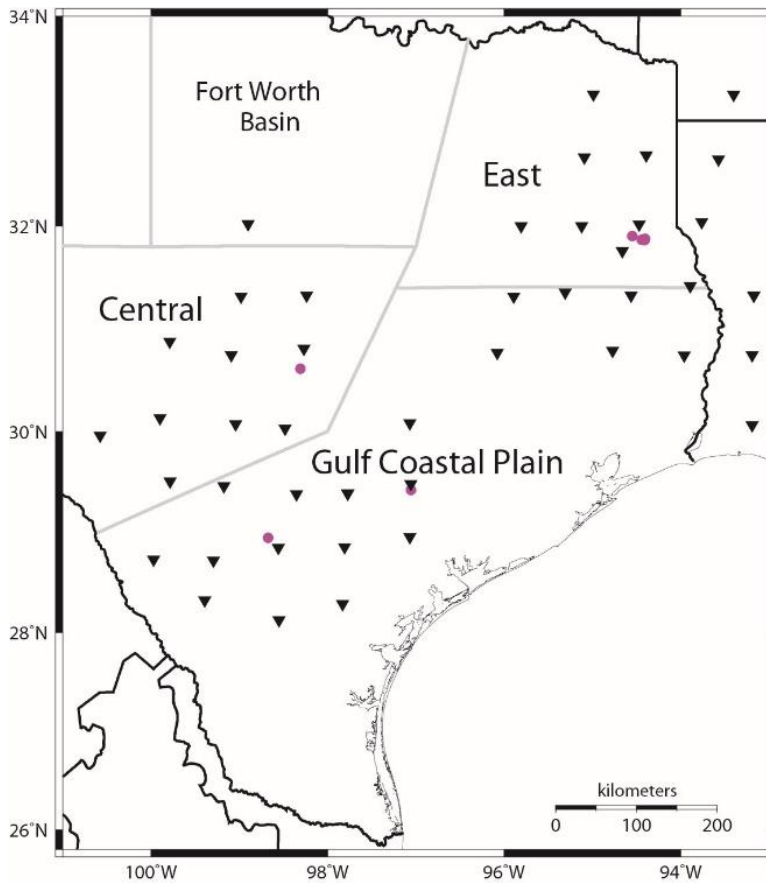 34°N
Fort Worth
Basin
East
32°N
Central
30°N
Gulf Coastal Plain
28°N
kilometers
0 100 200
26°N
100°W 98°W 96°W 94°W